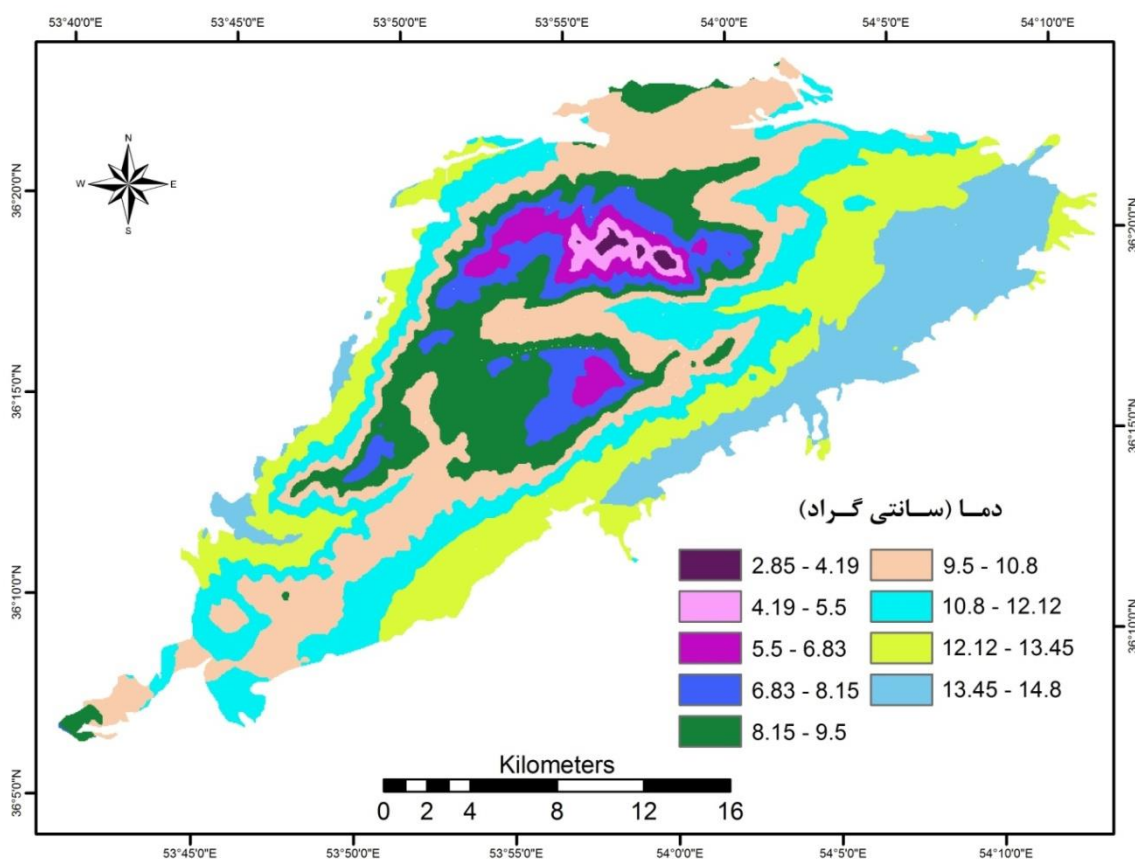 53°40'0"E 53°45'0"E 53°50'0"E 53°55'0"E 54°0'0"E 54°5'0"E 54°10'0"E
N
W E
S
36°20'0"N
36°15'0"N
36°10'0"N
36°5'0"N
36°20'0"N
36°15'0"N
36°10'0"N
دمـا (سـانتی گـراد)
2.85 - 4.19
4.19 - 5.5
5.5 - 6.83
6.83 - 8.15
8.15 - 9.5
9.5 - 10.8
10.8 - 12.12
12.12 - 13.45
13.45 - 14.8
Kilometers
0 2 4 8 12 16
53°45'0"E 53°50'0"E 53°55'0"E 54°0'0"E 54°5'0"E 54°10'0"E